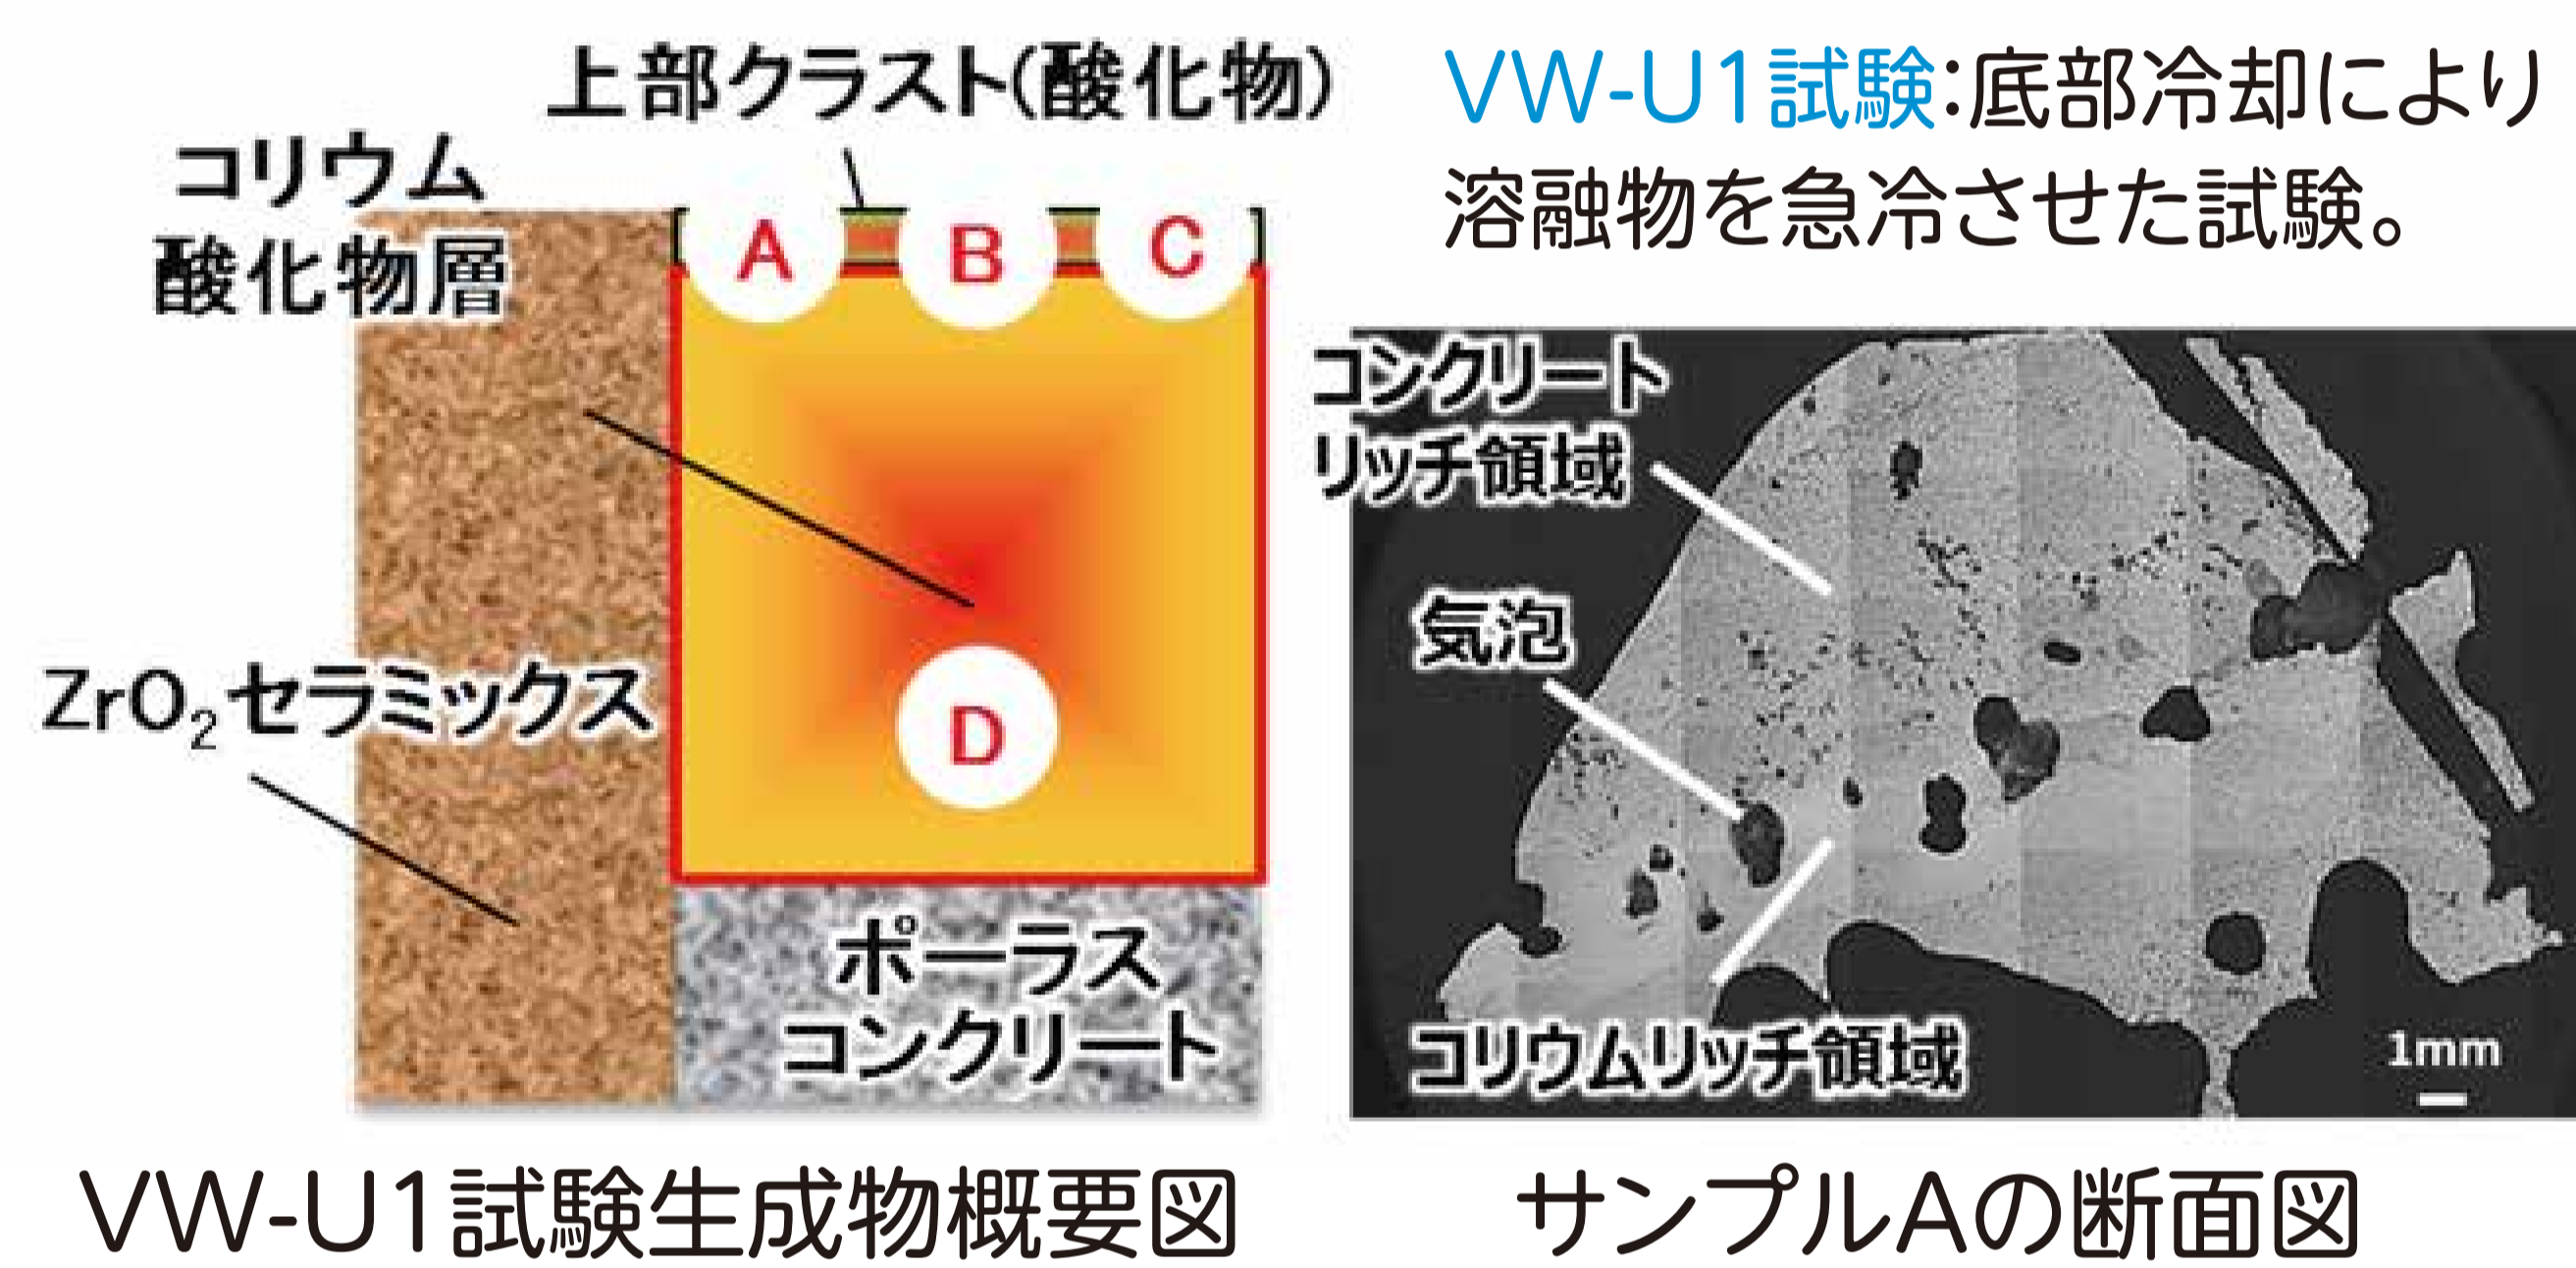 上部クラスト(酸化物)
コリウム
酸化物層
A
B
C
ZrO₂セラミックス
D
ポーラス
コンクリート
VW-U1試験生成物概要図
VW-U1試験:底部冷却により
溶融物を急冷させた試験。
コンクリート
リッチ領域
気泡
コリウムリッチ領域
1mm
サンプルAの断面図